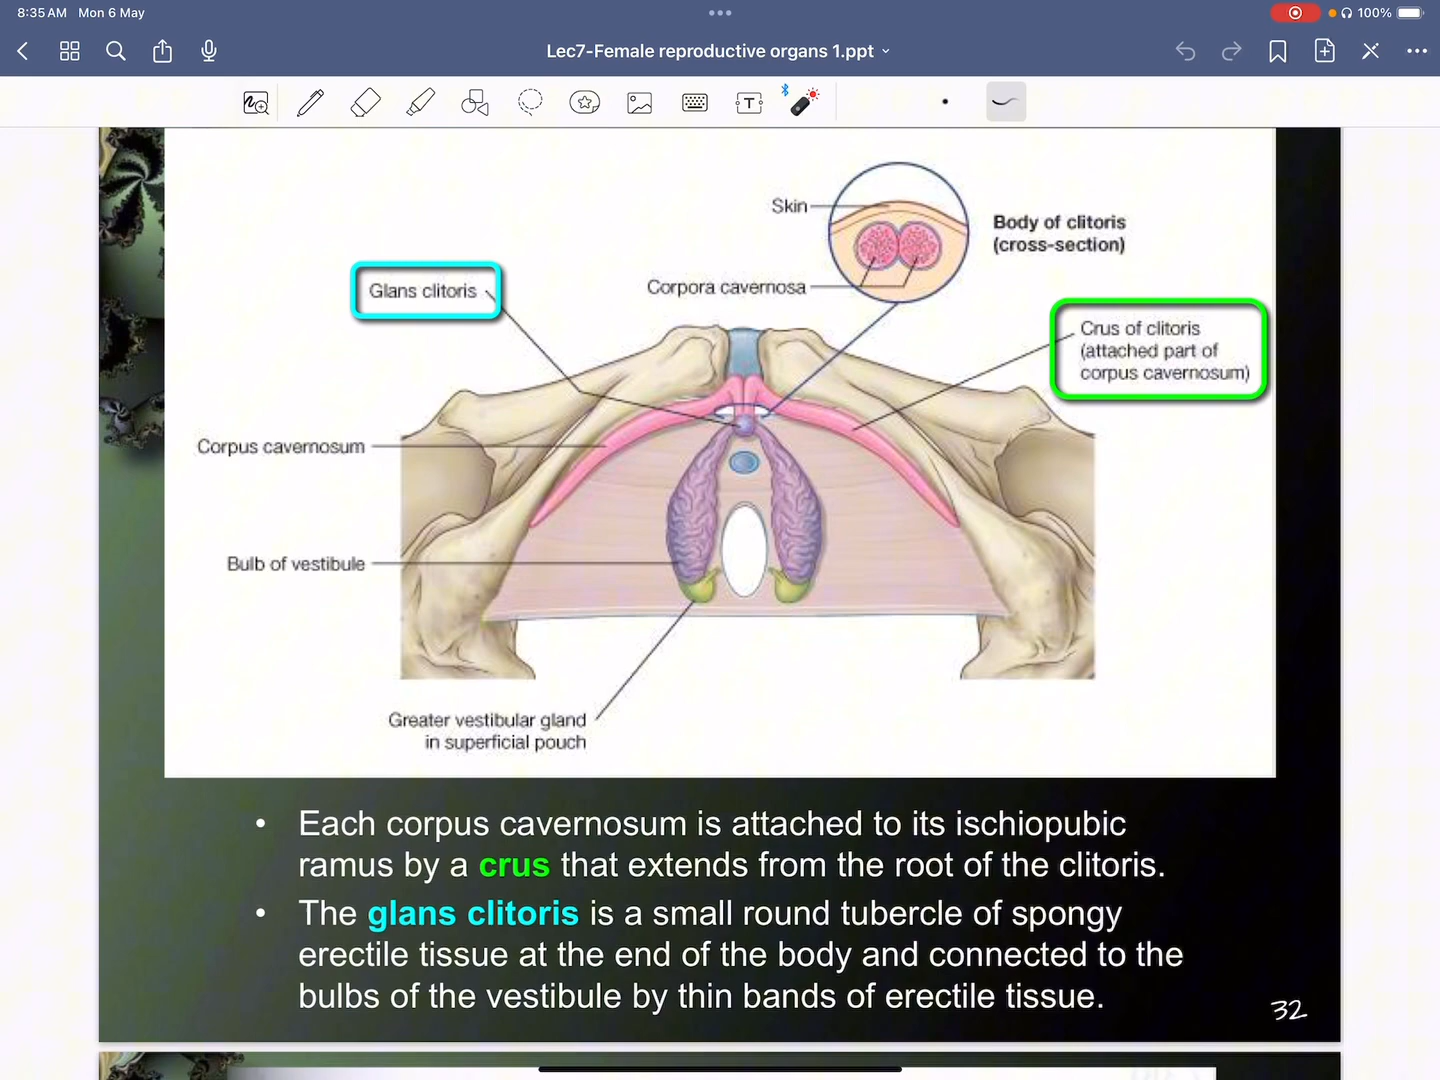 8:35 AM Mon 6 May
100%
Lec7-Female reproductive organs 1.ppt
T
Skin
Body of clitoris
(cross-section)
Glans clitoris
Corpora cavernosa
Crus of clitoris
(attached part of
corpus cavernosum)
Corpus cavernosum
Bulb of vestibule
Greater vestibular gland
in superficial pouch
• Each corpus cavernosum is attached to its ischiopubic
ramus by a crus that extends from the root of the clitoris.
• The glans clitoris is a small round tubercle of spongy
erectile tissue at the end of the body and connected to the
bulbs of the vestibule by thin bands of erectile tissue.
32